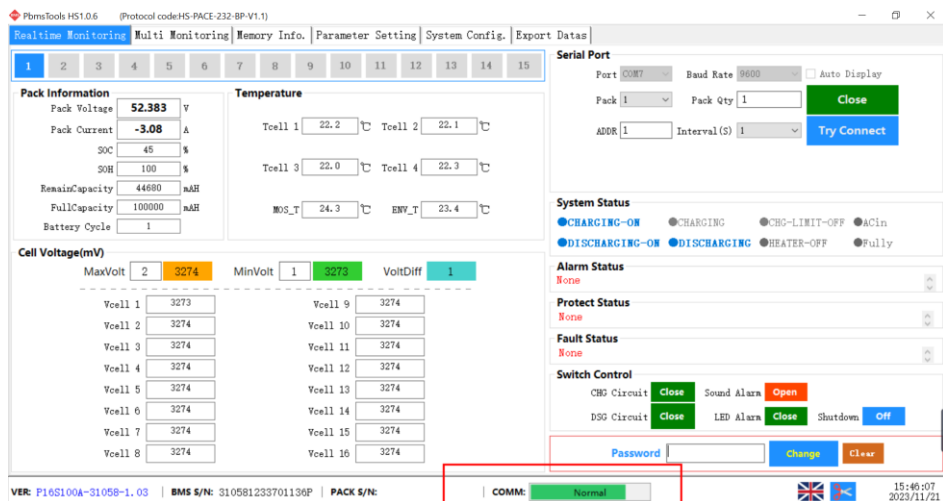 PbmsTools HS1.0.6 (Protocol code:HS-PACE-232-BP-V1.1)
Realtime Monitoring Multi Monitoring Memory Info. Parameter Setting System Config. Export Datas
1 2 3 4 5 6 7 8 9 10 11 12 13 14 15
Pack Information
Pack Voltage 52.383 V
Pack Current -3.08 A
SOC 45 %
SOH 100 %
RemainCapacity 44680 mAH
FullCapacity 100000 mAH
Battery Cycle 1
Temperature
Tcell 1 22.2 ℃ Tcell 2 22.1 ℃
Tcell 3 22.0 ℃ Tcell 4 22.3 ℃
MOS_T 24.3 ℃ ENV_T 23.4 ℃
Cell Voltage(mV)
MaxVolt 2 3274 MinVolt 1 3273 VoltDiff 1
Vcell 1 3273 Vcell 9 3274
Vcell 2 3274 Vcell 10 3274
Vcell 3 3274 Vcell 11 3274
Vcell 4 3274 Vcell 12 3274
Vcell 5 3274 Vcell 13 3274
Vcell 6 3274 Vcell 14 3274
Vcell 7 3274 Vcell 15 3274
Vcell 8 3274 Vcell 16 3274
Serial Port
Port COM7 Baud Rate 9600 Auto Display
Pack 1 Pack Qty 1 Close
ADDR 1 Interval(S) 1 Try Connect
System Status
CHARGING-ON CHARGING CHG-LIMIT-OFF ACin
DISCHARGING-ON DISCHARGING HEATER-OFF Fully
Alarm Status
None
Protect Status
None
Fault Status
None
Switch Control
CHG Circuit Close Sound Alarm Open
DSG Circuit Close LED Alarm Close Shutdown Off
Password Change Clear
VER: P16S100A-31058-1.03 BMS S/N: 310581233701136P PACK S/N: COMM: Normal
15:46:07
2023/11/21